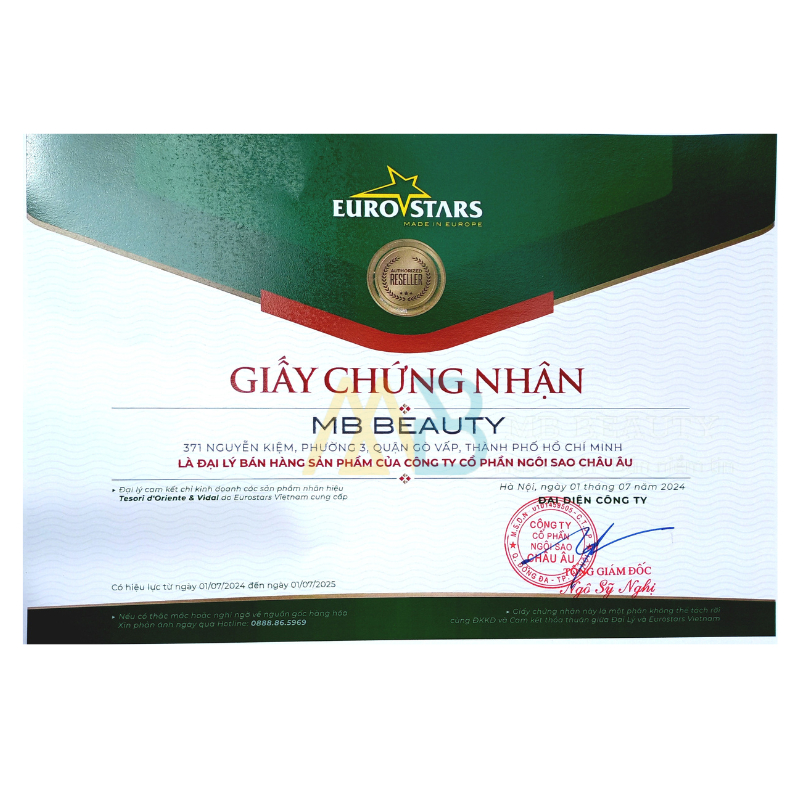 EURO STARS
MADE IN EUROPE
AUTHORIZED
RESELLER
GIẤY CHỨNG NHẬN
MB BEAUTY
371 NGUYỄN KIỆM, PHƯỜNG 3, QUẬN GÒ VẤP, THÀNH PHỐ HỒ CHÍ MINH
LÀ ĐẠI LÝ BÁN HÀNG SẢN PHẨM CỦA CÔNG TY CỔ PHẦN NGÔI SAO CHÂU ÂU
Đại lý cam kết chỉ kinh doanh các sản phẩm nhãn hiệu
Tesori d'Oriente & Vidal do Eurostars Vietnam cung cấp
Hà Nội, ngày 01 tháng 07 năm 2024
ĐẠI DIỆN CÔNG TY
CÔNG TY
CỔ PHẦN
NGÔI SAO
CHÂU ÂU
TỔNG GIÁM ĐỐC
Ngô Sỹ Nghị
Có hiệu lực từ ngày 01/07/2024 đến ngày 01/07/2025
Nếu có thắc mắc hoặc nghi ngờ về nguồn gốc hàng hóa
Xin phản ánh ngay qua Hotline: 0888.86.5969
Giấy chứng nhận này là một phần không thể tách rời
cùng ĐKKD và Cam kết thỏa thuận giữa Đại Lý và Eurostars Vietnam